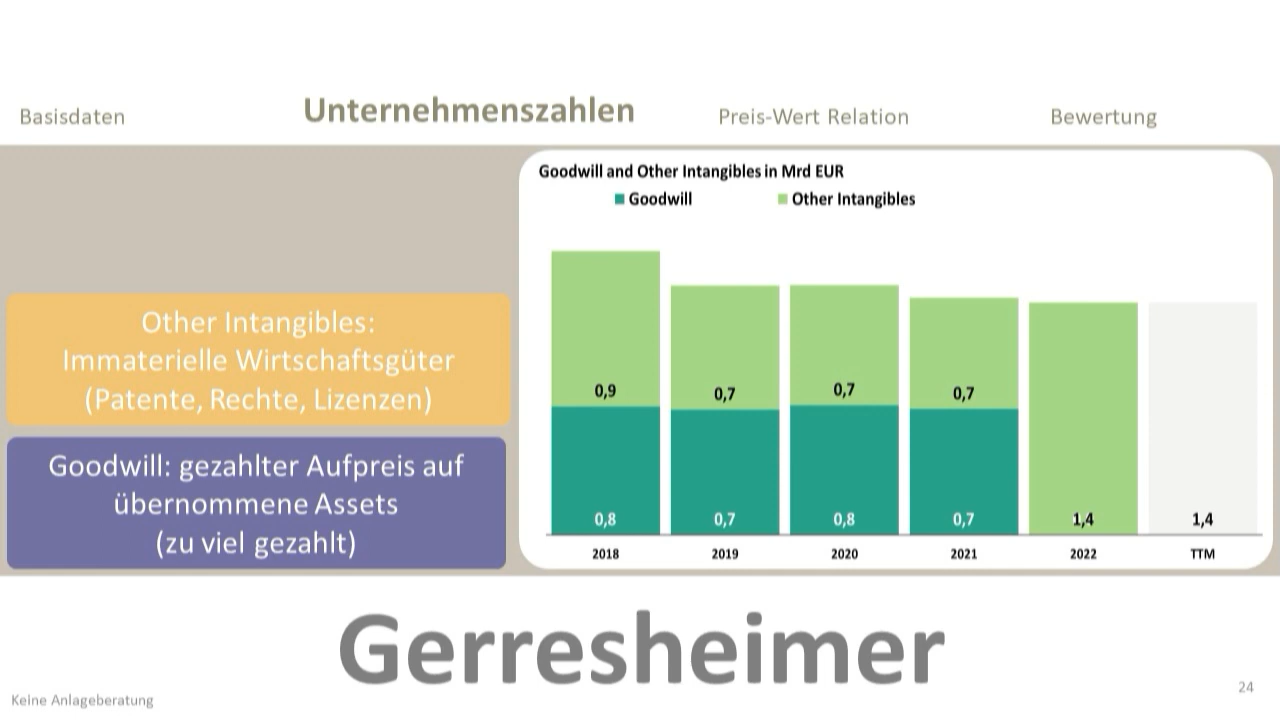 Basisdaten
Unternehmenszahlen
Preis-Wert Relation
Bewertung
Goodwill and Other Intangibles in Mrd EUR
Goodwill
Other Intangibles
Other Intangibles:
Immaterielle Wirtschaftsgüter
(Patente, Rechte, Lizenzen)
Goodwill: gezahlter Aufpreis auf
übernommene Assets
(zu viel gezahlt)
0,9 0,7 0,7 0,7
0,8 0,7 0,8 0,7 1,4 1,4
2018 2019 2020 2021 2022 TTM
Gerresheimer
Keine Anlageberatung
24